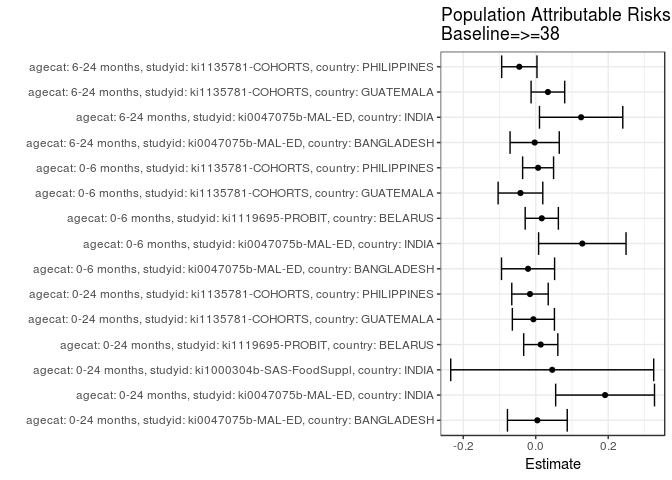 Population Attributable Risks
Baseline=>=38
agecat: 6-24 months, studyid: ki1135781-COHORTS, country: PHILIPPINES
agecat: 6-24 months, studyid: ki1135781-COHORTS, country: GUATEMALA
agecat: 6-24 months, studyid: ki0047075b-MAL-ED, country: INDIA
agecat: 6-24 months, studyid: ki0047075b-MAL-ED, country: BANGLADESH
agecat: 0-6 months, studyid: ki1135781-COHORTS, country: PHILIPPINES
agecat: 0-6 months, studyid: ki1135781-COHORTS, country: GUATEMALA
agecat: 0-6 months, studyid: ki1119695-PROBIT, country: BELARUS
agecat: 0-6 months, studyid: ki0047075b-MAL-ED, country: INDIA
agecat: 0-6 months, studyid: ki0047075b-MAL-ED, country: BANGLADESH
agecat: 0-24 months, studyid: ki1135781-COHORTS, country: PHILIPPINES
agecat: 0-24 months, studyid: ki1135781-COHORTS, country: GUATEMALA
agecat: 0-24 months, studyid: ki1119695-PROBIT, country: BELARUS
agecat: 0-24 months, studyid: ki1000304b-SAS-FoodSuppl, country: INDIA
agecat: 0-24 months, studyid: ki0047075b-MAL-ED, country: INDIA
agecat: 0-24 months, studyid: ki0047075b-MAL-ED, country: BANGLADESH
-0.2 0.0 0.2
Estimate